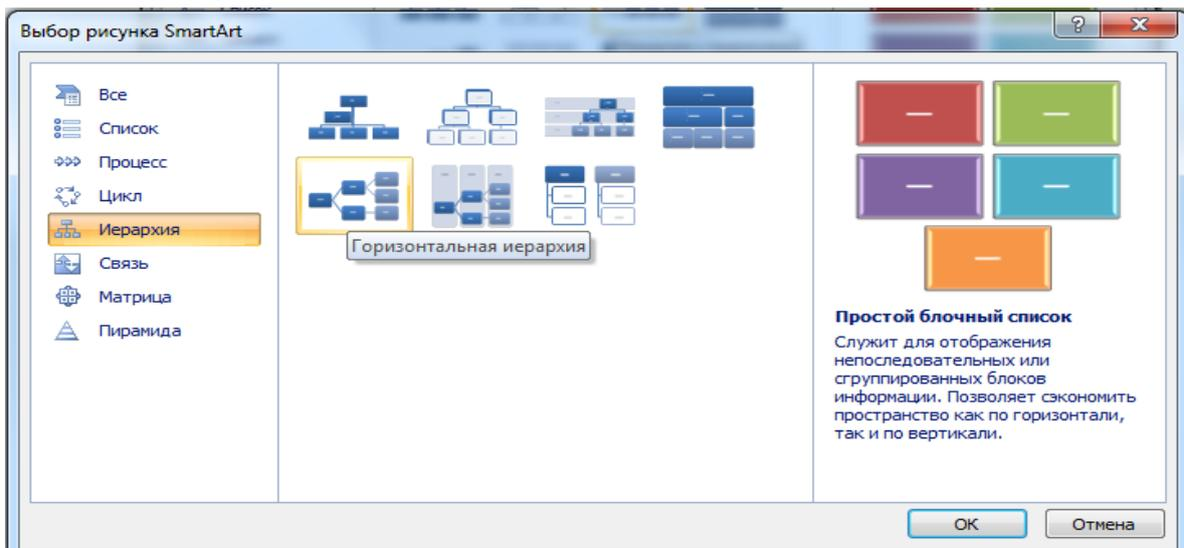 Выбор рисунка SmartArt
Все
Список
Процесс
Цикл
Иерархия
Связь
Матрица
Пирамида
Горизонтальная иерархия
Простой блочный список
Служит для отображения
непоследовательных или
сгруппированных блоков
информации. Позволяет сэкономить
пространство как по горизонтали,
так и по вертикали.
ОК
Отмена